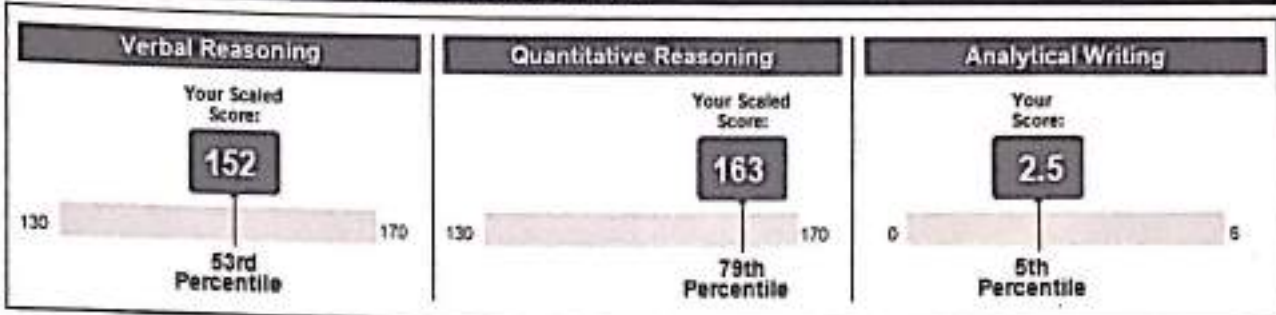 Verbal Reasoning
Your Scaled
Score:
152
130
170
53rd
Percentile
Quantitative Reasoning
Your Scaled
Score:
163
130
170
79th
Percentile
Analytical Writing
Your
Score:
2.5
0
6
5th
Percentile